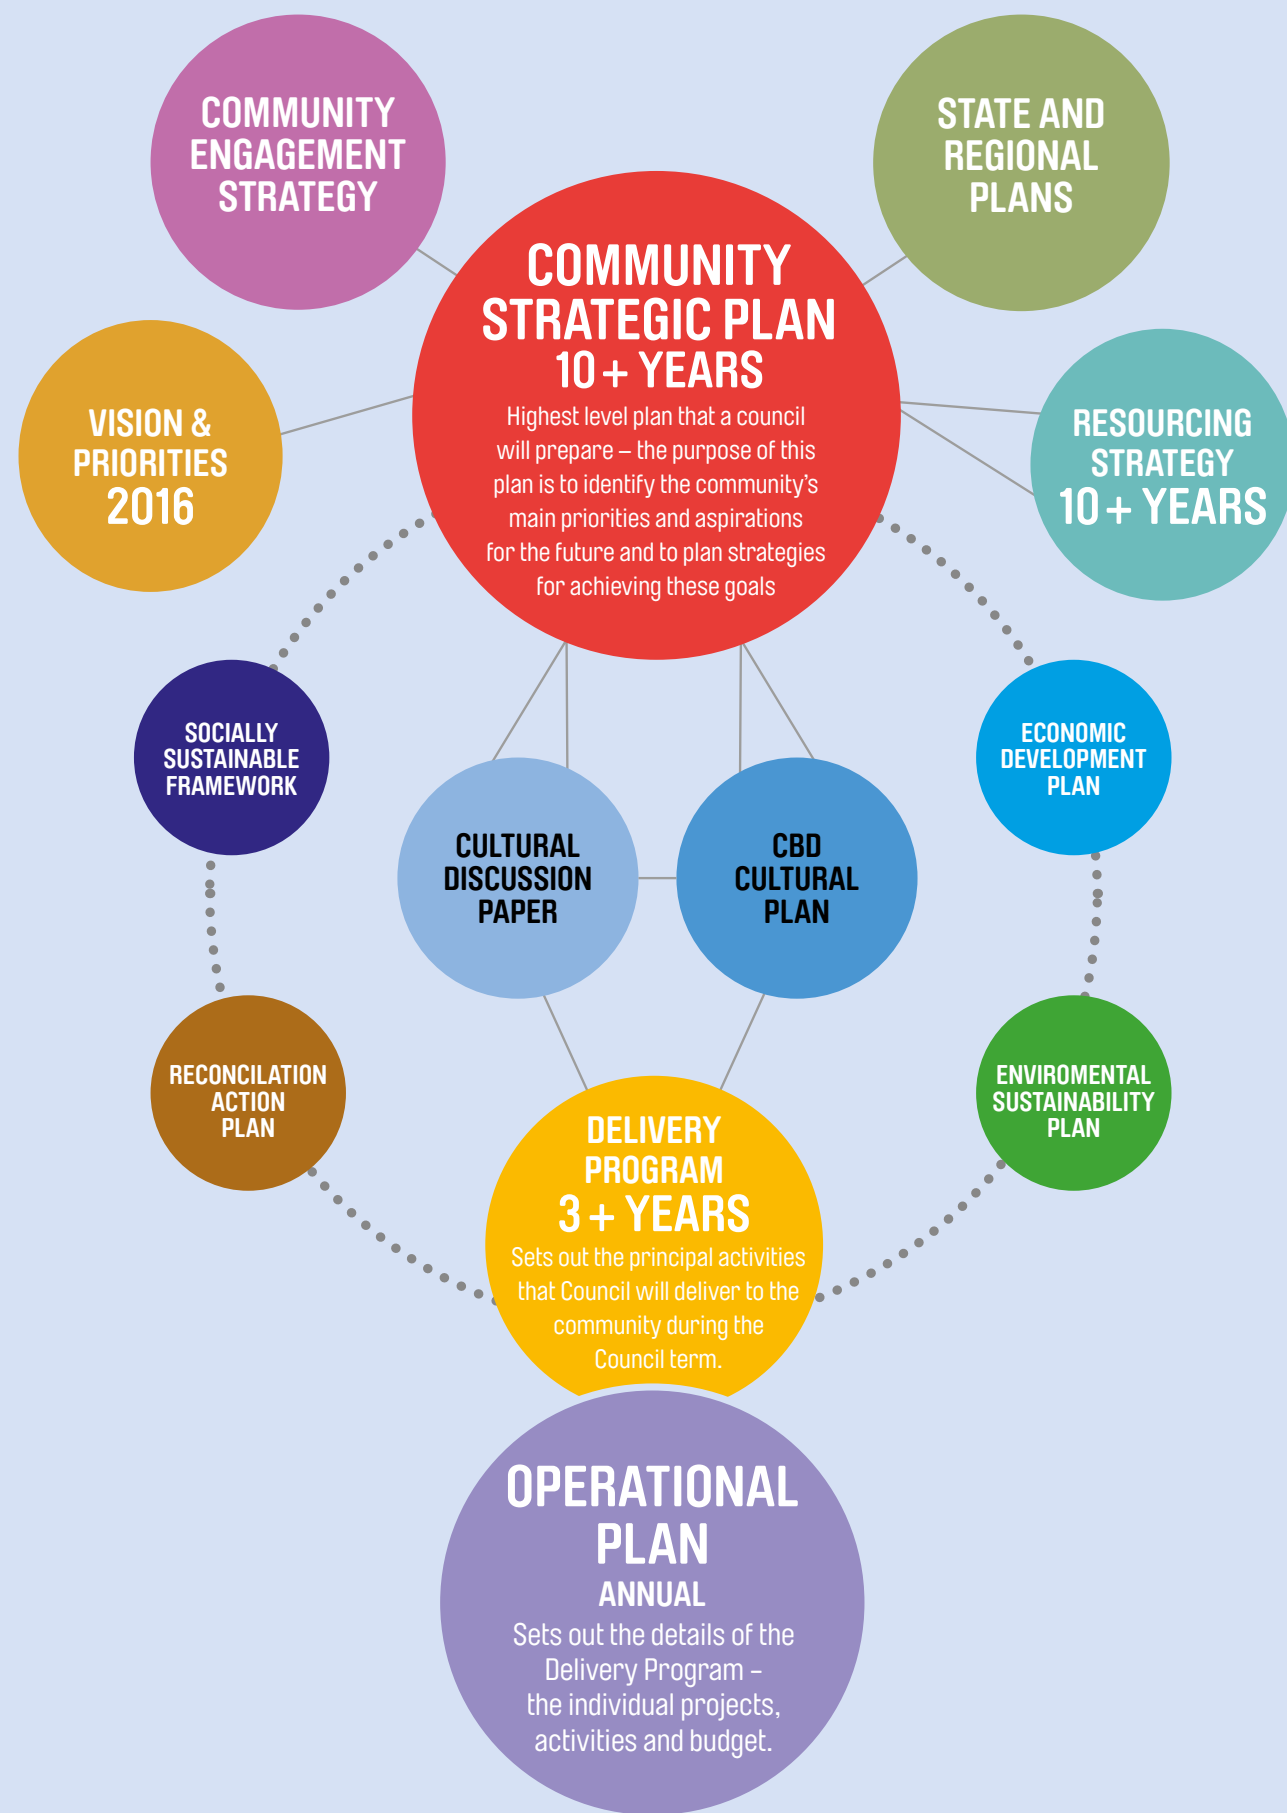 COMMUNITY
ENGAGEMENT
STRATEGY
STATE AND
REGIONAL
PLANS
COMMUNITY
STRATEGIC PLAN
10 + YEARS
Highest level plan that a council
will prepare – the purpose of this
plan is to identify the community’s
main priorities and aspirations
for the future and to plan strategies
for achieving these goals
VISION &
PRIORITIES
2016
RESOURCING
STRATEGY
10 + YEARS
SOCIALLY
SUSTAINABLE
FRAMEWORK
ECONOMIC
DEVELOPMENT
PLAN
CULTURAL
DISCUSSION
PAPER
CBD
CULTURAL
PLAN
RECONCILATION
ACTION
PLAN
ENVIROMENTAL
SUSTAINABILITY
PLAN
DELIVERY
PROGRAM
3 + YEARS
Sets out the principal activities
that Council will deliver to the
community during the
Council term.
OPERATIONAL
PLAN
ANNUAL
Sets out the details of the
Delivery Program –
the individual projects,
activities and budget.